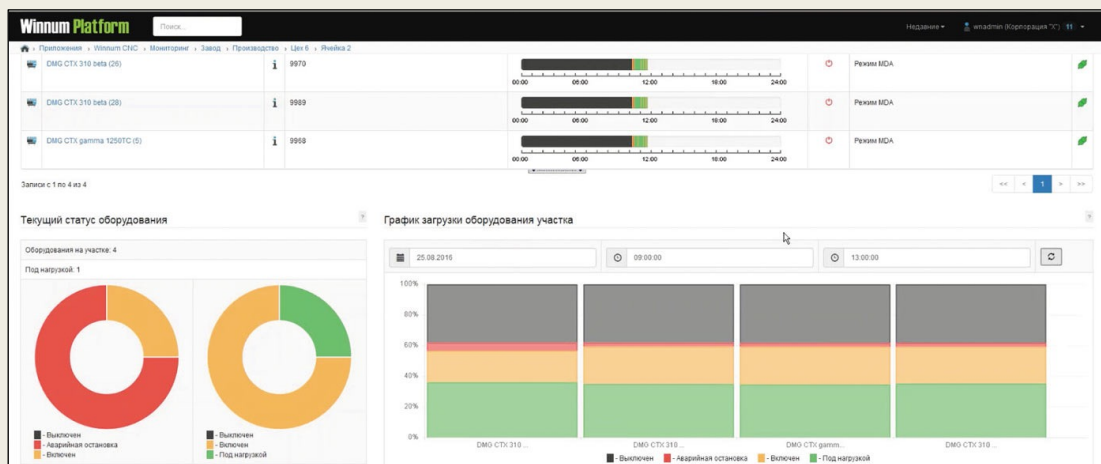 Winnum Platform
Поиск...
Недавние
wnadmin (Корпорация ТС) 11
Приложения › Winnum CNC › Мониторинг › Завод › Производство › Цех 6 › Ячейка 2
DMG CTX 310 beta (26) 9970 Режим MDA
00:00 06:00 12:00 18:00 24:00
DMG CTX 310 beta (28) 9989 Режим MDA
00:00 06:00 12:00 18:00 24:00
DMG CTX gamma 1250TC (5) 9968 Режим MDA
00:00 06:00 12:00 18:00 24:00
Записи с 1 по 4 из 4
<< < 1 > >>
Текущий статус оборудования
Оборудования на участке: 4
Под нагрузкой: 1
- Выключен
- Аварийная остановка
- Включен
- Выключен
- Включен
- Под нагрузкой
График загрузки оборудования участка
25.08.2016 09:00:00 13:00:00
100%
80%
60%
40%
20%
0%
DMG CTX 310 ... DMG CTX 310 ... DMG CTX gamm... DMG CTX 310 ...
- Выключен - Аварийная остановка - Включен - Под нагрузкой